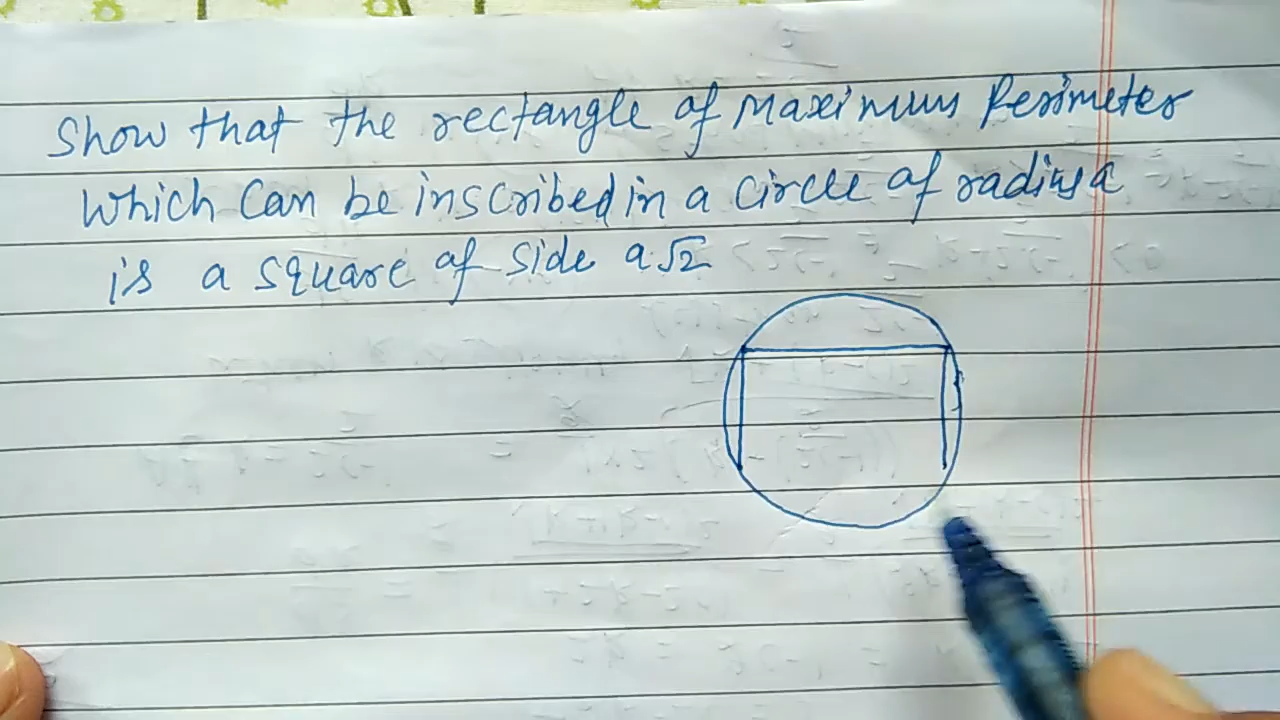 Show that the rectangle of Maximum Perimeter
which can be inscribed in a circle of radius a
is a square of side a√2